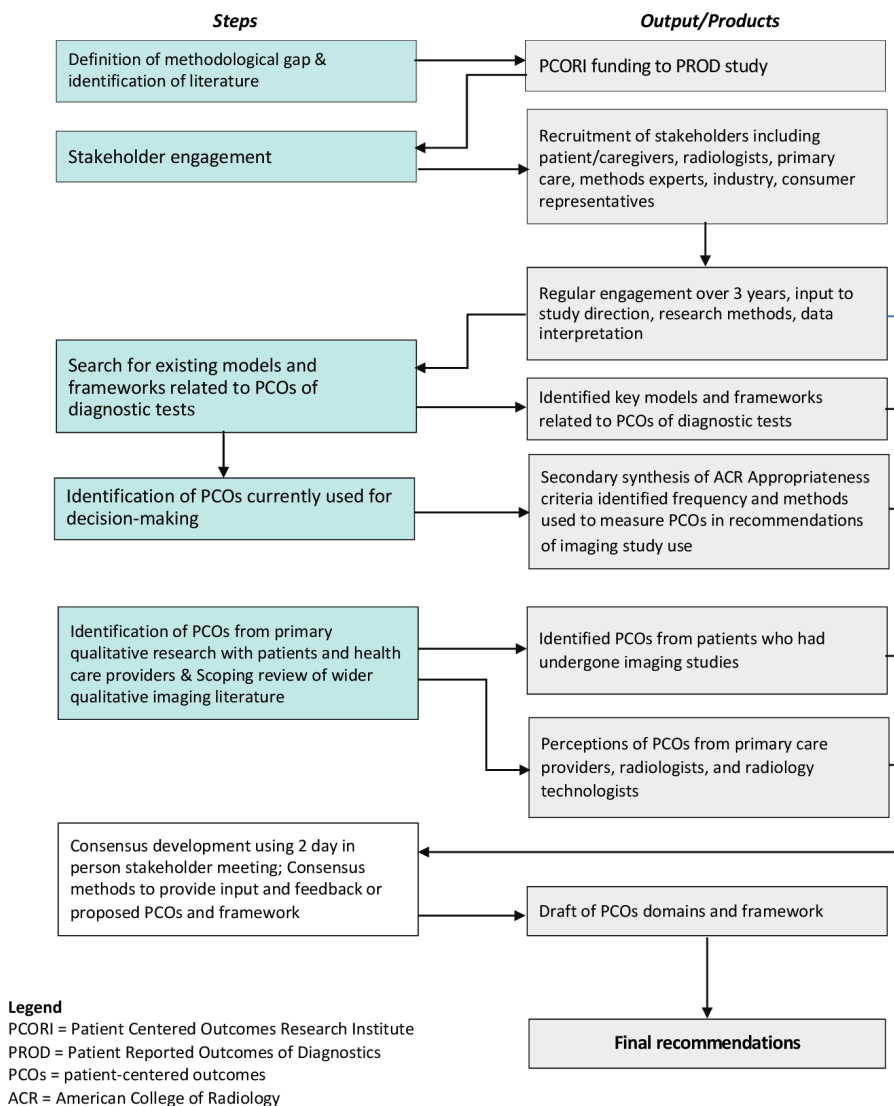 Steps
Output/Products
Definition of methodological gap &
identification of literature
PCORI funding to PROD study
Stakeholder engagement
Recruitment of stakeholders including
patient/caregivers, radiologists, primary
care, methods experts, industry, consumer
representatives
Regular engagement over 3 years, input to
study direction, research methods, data
interpretation
Search for existing models and
frameworks related to PCOs of
diagnostic tests
Identified key models and frameworks
related to PCOs of diagnostic tests
Identification of PCOs currently used for
decision-making
Secondary synthesis of ACR Appropriateness
criteria identified frequency and methods
used to measure PCOs in recommendations
of imaging study use
Identification of PCOs from primary
qualitative research with patients and health
care providers & Scoping review of wider
qualitative imaging literature
Identified PCOs from patients who had
undergone imaging studies
Perceptions of PCOs from primary care
providers, radiologists, and radiology
technologists
Consensus development using 2 day in
person stakeholder meeting; Consensus
methods to provide input and feedback or
proposed PCOs and framework
Draft of PCOs domains and framework
Final recommendations
Legend
PCORI = Patient Centered Outcomes Research Institute
PROD = Patient Reported Outcomes of Diagnostics
PCOs = patient-centered outcomes
ACR = American College of Radiology